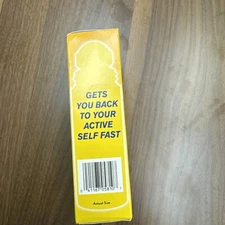 GETS
YOU BACK
TO YOUR
ACTIVE
SELF FAST
Actual Size